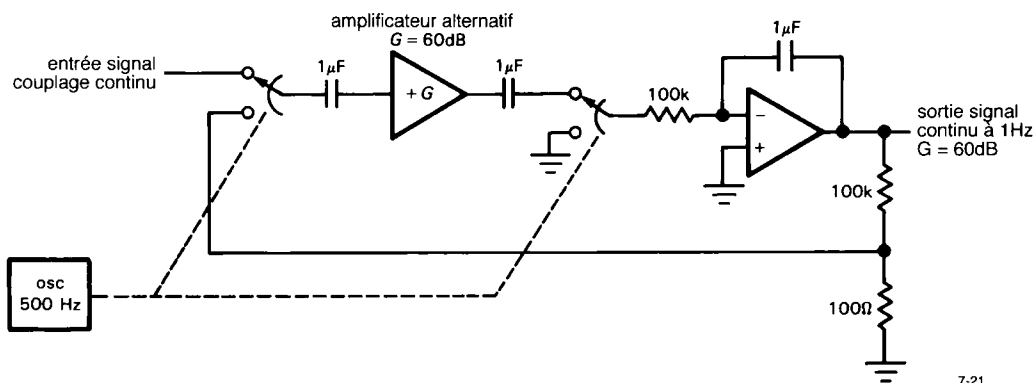 amplificateur alternatif
G = 60dB
entrée signal
couplage continu
1µF
+ G
1µF
1µF
100k
−
+
sortie signal
continu à 1Hz
G = 60dB
100k
100Ω
osc
500 Hz
7-21